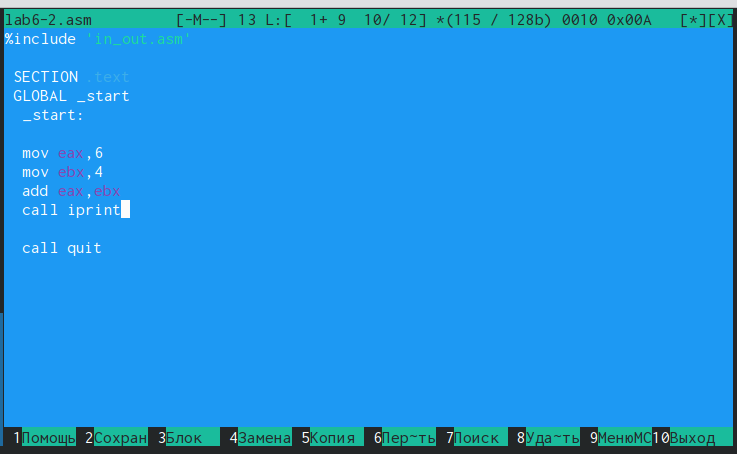 lab6-2.asm [-M--] 13 L:[ 1+ 9 10/ 12] *(115 / 128b) 0010 0x00A [*][X]
%include 'in_out.asm'
SECTION .text
GLOBAL _start
_start:
mov eax,6
mov ebx,4
add eax,ebx
call iprint
call quit
1Помощь 2Сохран 3Блок 4Замена 5Копия 6Пер~ть 7Поиск 8Уда~ть 9МенюMC 10Выход